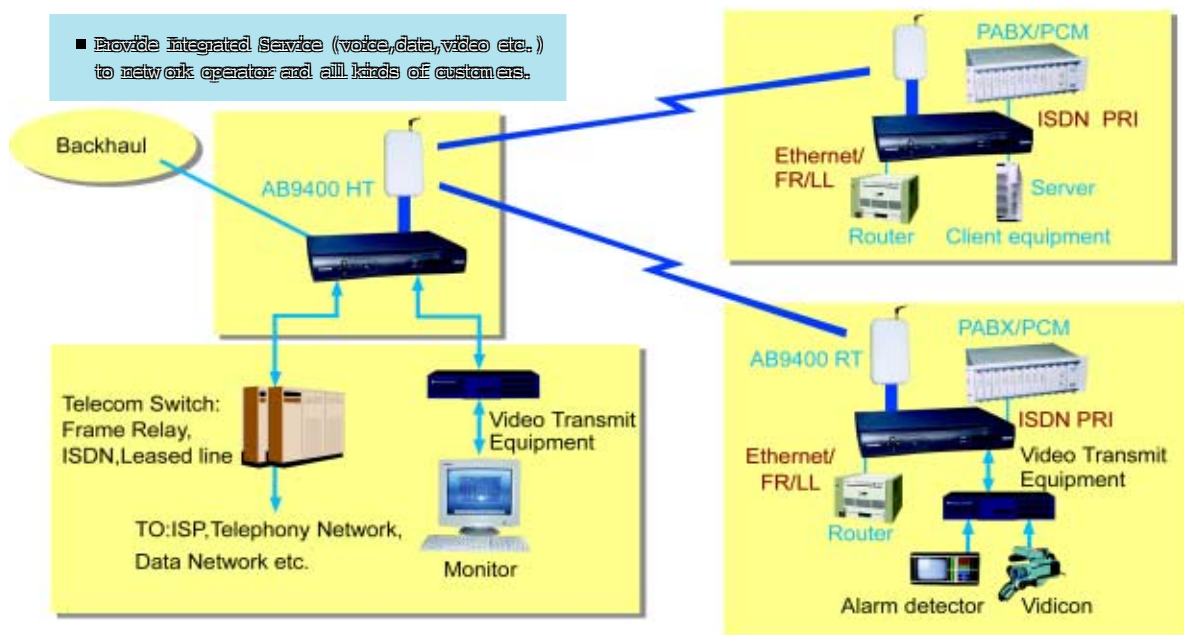 ■ Provide Integrated Service (voice,data,video etc.)
to network operator and all kinds of customers.
Backhaul
AB9400 HT
Telecom Switch:
Frame Relay,
ISDN,Leased line
TO:ISP,Telephony Network,
Data Network etc.
Video Transmit
Equipment
Monitor
PABX/PCM
ISDN PRI
Ethernet/
FR/LL
Server
Router
Client equipment
PABX/PCM
AB9400 RT
ISDN PRI
Ethernet/
FR/LL
Video Transmit
Equipment
Router
Alarm detector
Vidicon